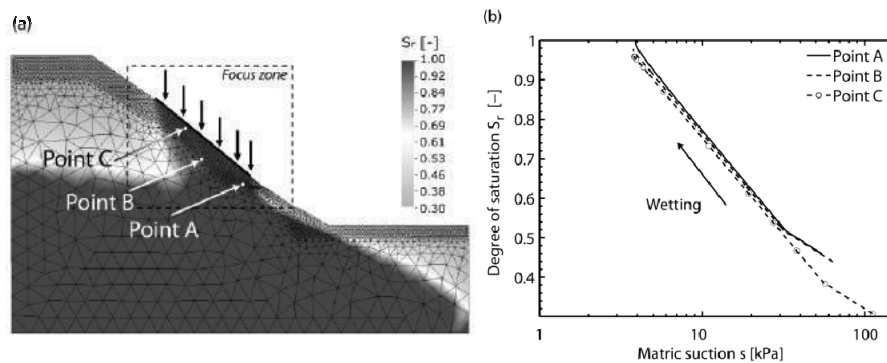 (a)
Sr [-]
Focus zone
1.00
0.92
0.84
0.77
0.69
0.61
0.53
0.46
0.38
0.30
Point C
Point B
Point A
(b)
1
0.9
0.8
0.7
0.6
0.5
0.4
Degree of saturation Sr [-]
Point A
Point B
Point C
Wetting
1
10
100
Matric suction s [kPa]